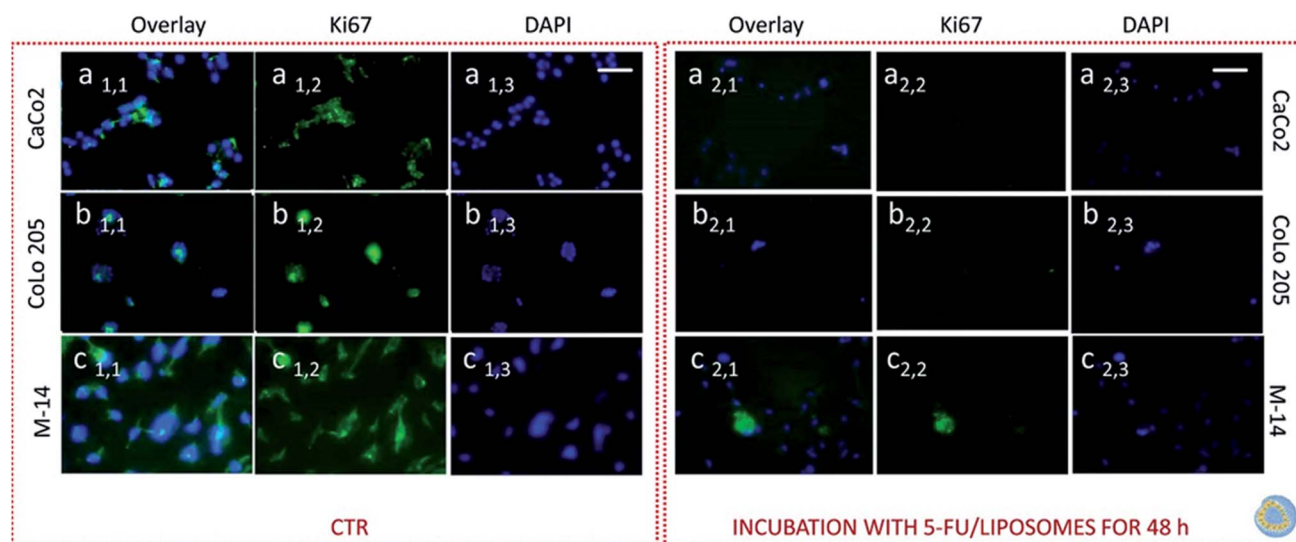 Overlay Ki67 DAPI Overlay Ki67 DAPI
CaCo2 a 1,1 a 1,2 a 1,3 a 2,1 a 2,2 a 2,3 CaCo2
CoLo 205 b 1,1 b 1,2 b 1,3 b 2,1 b 2,2 b 2,3 CoLo 205
M-14 c 1,1 c 1,2 c 1,3 c 2,1 c 2,2 c 2,3 M-14
CTR INCUBATION WITH 5-FU/LIPOSOMES FOR 48 h